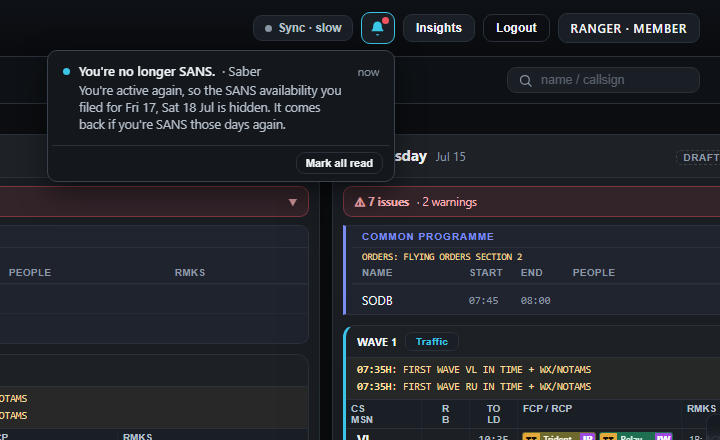 Sync · slow
Insights
Logout
RANGER · MEMBER
You're no longer SANS. · Saber
now
You're active again, so the SANS availability you
filed for Fri 17, Sat 18 Jul is hidden. It comes
back if you're SANS those days again.
Mark all read
name / callsign
sday Jul 15
DRAFT
▼
7 issues · 2 warnings
PEOPLE RMKS
COMMON PROGRAMME
ORDERS: FLYING ORDERS SECTION 2
NAME START END PEOPLE
SODB 07:45 08:00
WAVE 1 Traffic
07:35H: FIRST WAVE VL IN TIME + WX/NOTAMS
07:35H: FIRST WAVE RU IN TIME + WX/NOTAMS
OTAMS
OTAMS
CS R TO FCP / RCP RMKS
MSN B LD
RMKS
VL 10:35 Trident Relay